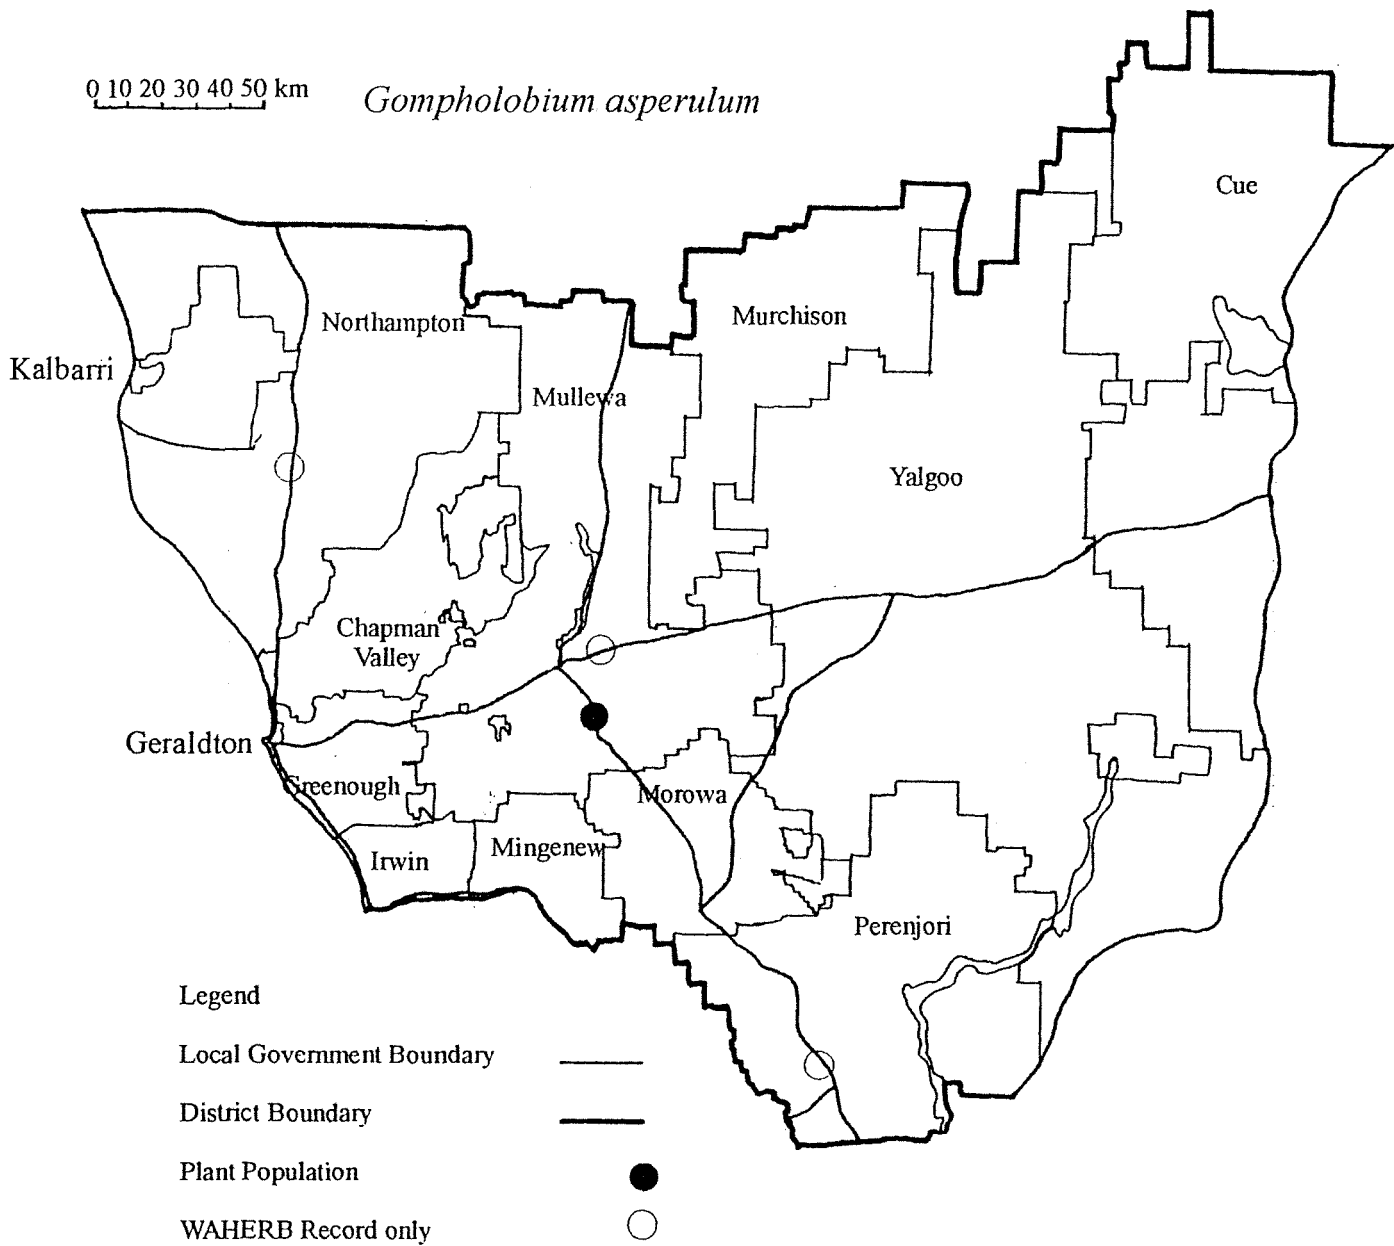 0 10 20 30 40 50 km
Gompholobium asperulum
Cue
Northampton
Murchison
Kalbarri
Mullewa
Yalgoo
Chapman
Valley
Geraldton
Greenough
Morowa
Irwin
Mingenew
Perenjori
Legend
Local Government Boundary
District Boundary
Plant Population
WAHERB Record only